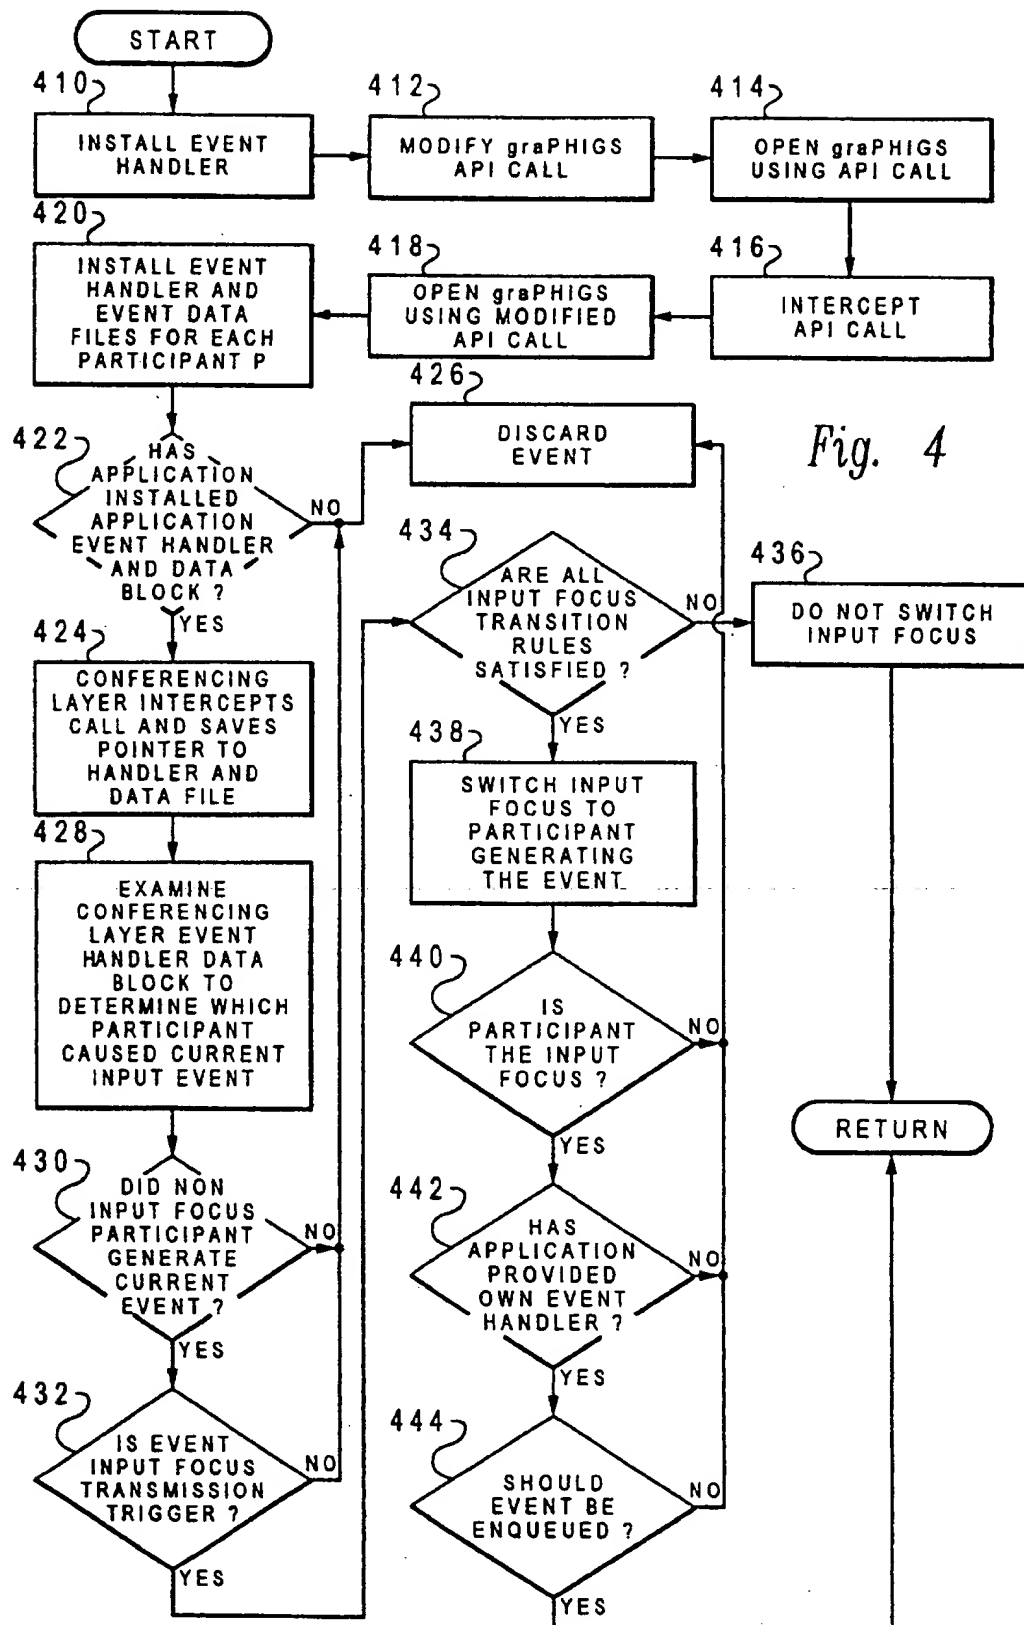 START
410
INSTALL EVENT
HANDLER
412
MODIFY graPHIGS
API CALL
414
OPEN graPHIGS
USING API CALL
416
INTERCEPT
API CALL
418
OPEN graPHIGS
USING MODIFIED
API CALL
420
INSTALL EVENT
HANDLER AND
EVENT DATA
FILES FOR EACH
PARTICIPANT P
422
HAS
APPLICATION
INSTALLED
APPLICATION
EVENT HANDLER
AND DATA
BLOCK ?
NO
YES
424
CONFERENCING
LAYER INTERCEPTS
CALL AND SAVES
POINTER TO
HANDLER AND
DATA FILE
426
DISCARD
EVENT
Fig. 4
428
EXAMINE
CONFERENCING
LAYER EVENT
HANDLER DATA
BLOCK TO
DETERMINE WHICH
PARTICIPANT
CAUSED CURRENT
INPUT EVENT
430
DID NON
INPUT FOCUS
PARTICIPANT
GENERATE
CURRENT
EVENT ?
NO
YES
432
IS EVENT
INPUT FOCUS
TRANSMISSION
TRIGGER ?
NO
YES
434
ARE ALL
INPUT FOCUS
TRANSITION
RULES
SATISFIED ?
NO
YES
436
DO NOT SWITCH
INPUT FOCUS
438
SWITCH INPUT
FOCUS TO
PARTICIPANT
GENERATING
THE EVENT
440
IS
PARTICIPANT
THE INPUT
FOCUS ?
NO
YES
442
HAS
APPLICATION
PROVIDED
OWN EVENT
HANDLER ?
NO
YES
444
SHOULD
EVENT BE
ENQUEUED ?
NO
YES
RETURN